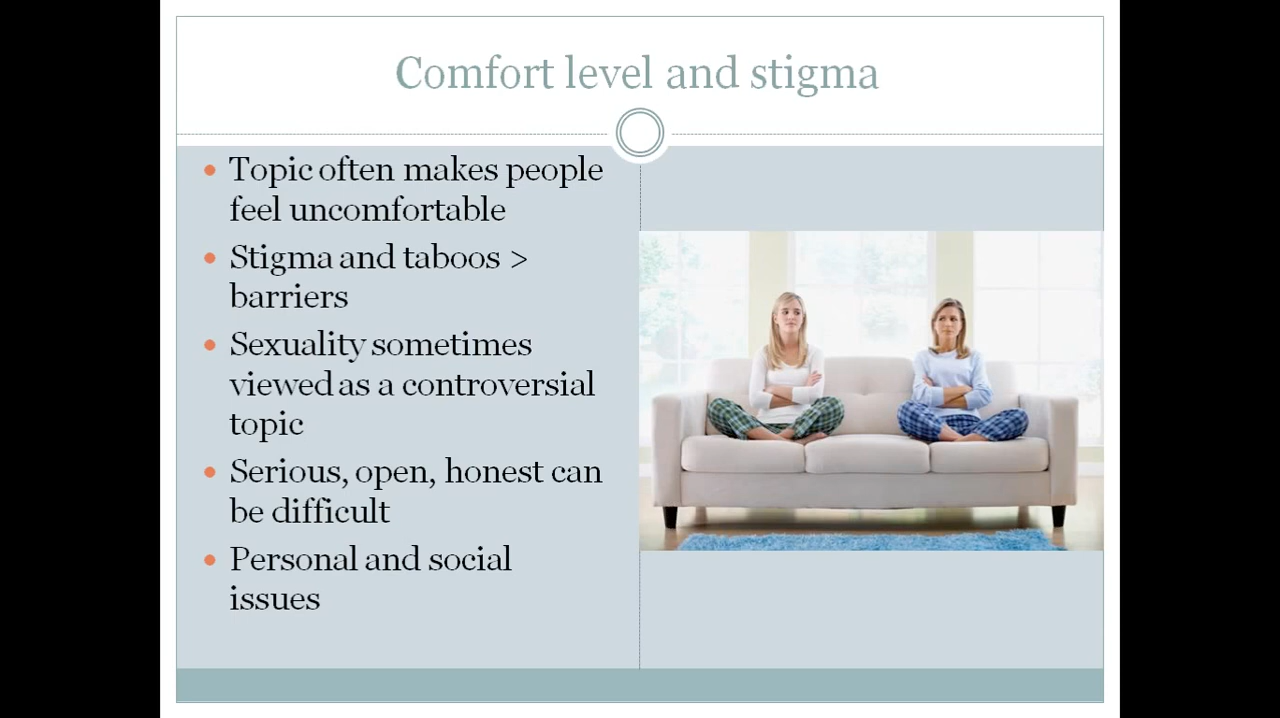 Comfort level and stigma
Topic often makes people
feel uncomfortable
Stigma and taboos >
barriers
Sexuality sometimes
viewed as a controversial
topic
Serious, open, honest can
be difficult
Personal and social
issues